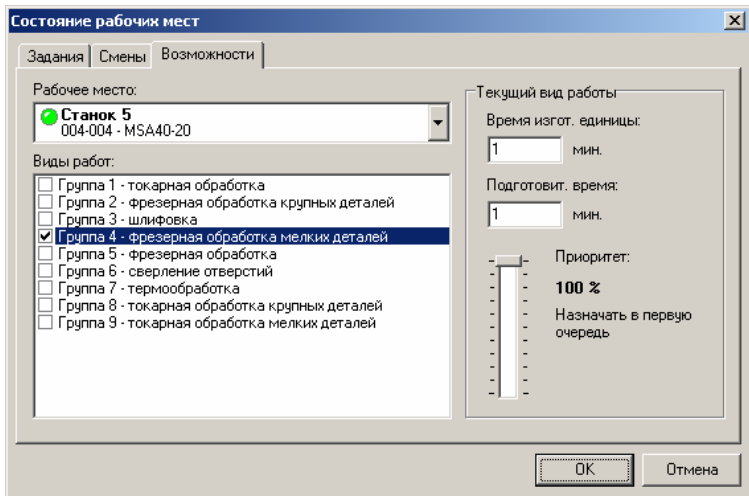 Состояние рабочих мест
Задания Смены Возможности
Рабочее место:
Станок 5
004-004 - MSA40-20
Виды работ:
Группа 1 - токарная обработка
Группа 2 - фрезерная обработка крупных деталей
Группа 3 - шлифовка
Группа 4 - фрезерная обработка мелких деталей
Группа 5 - фрезерная обработка
Группа 6 - сверление отверстий
Группа 7 - термообработка
Группа 8 - токарная обработка крупных деталей
Группа 9 - токарная обработка мелких деталей
Текущий вид работы
Время изгот. единицы:
1 мин.
Подготовит. время:
1 мин.
Приоритет:
100 %
Назначать в первую
очередь
OK Отмена